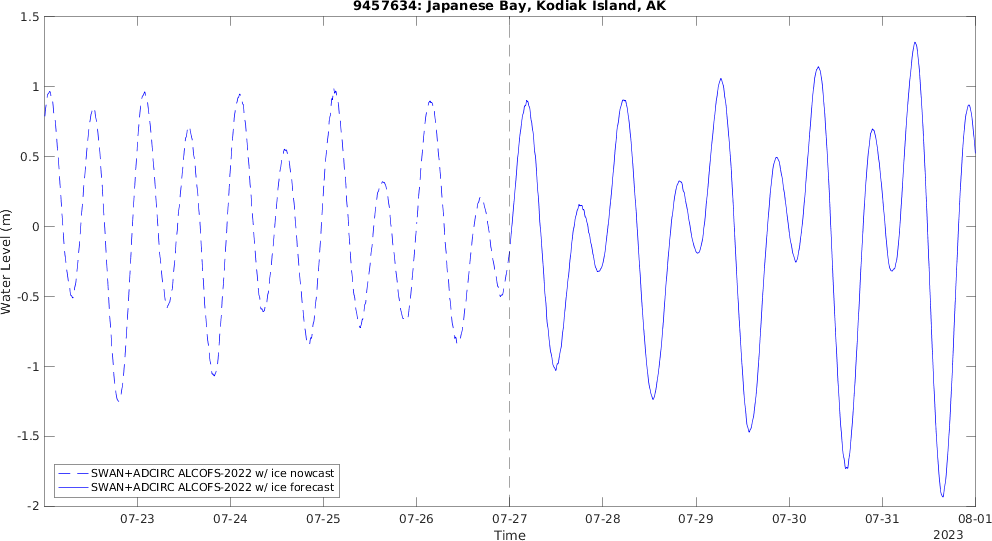 9457634: Japanese Bay, Kodiak Island, AK
1.5
1
0.5
0
-0.5
-1
-1.5
-2
Water Level (m)
SWAN+ADCIRC ALCOFS-2022 w/ ice nowcast
SWAN+ADCIRC ALCOFS-2022 w/ ice forecast
07-23 07-24 07-25 07-26 07-27 07-28 07-29 07-30 07-31 08-01
Time
2023